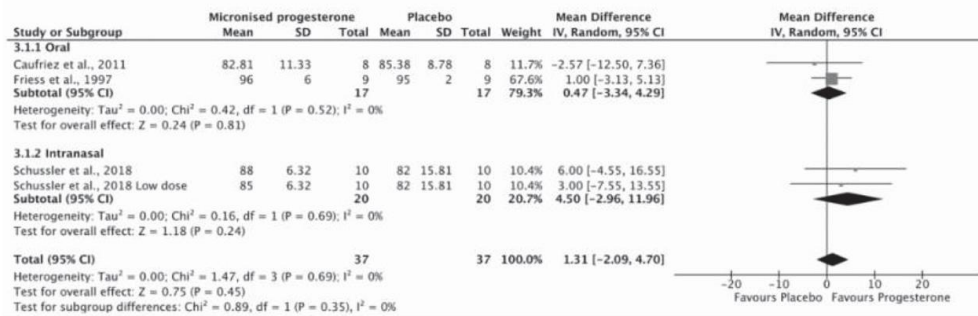 Micronised progesterone Placebo Mean Difference Mean Difference
Study or Subgroup Mean SD Total Mean SD Total Weight IV, Random, 95% CI IV, Random, 95% CI
3.1.1 Oral
Caufriez et al., 2011 82.81 11.33 8 85.38 8.78 8 11.7% -2.57 [-12.50, 7.36]
Friess et al., 1997 96 6 9 95 2 9 67.6% 1.00 [-3.13, 5.13]
Subtotal (95% CI) 17 17 79.3% 0.47 [-3.34, 4.29]
Heterogeneity: Tau² = 0.00; Chi² = 0.42, df = 1 (P = 0.52); I² = 0%
Test for overall effect: Z = 0.24 (P = 0.81)
3.1.2 Intranasal
Schussler et al., 2018 88 6.32 10 82 15.81 10 10.4% 6.00 [-4.55, 16.55]
Schussler et al., 2018 Low dose 85 6.32 10 82 15.81 10 10.4% 3.00 [-7.55, 13.55]
Subtotal (95% CI) 20 20 20.7% 4.50 [-2.96, 11.96]
Heterogeneity: Tau² = 0.00; Chi² = 0.16, df = 1 (P = 0.69); I² = 0%
Test for overall effect: Z = 1.18 (P = 0.24)
Total (95% CI) 37 37 100.0% 1.31 [-2.09, 4.70]
Heterogeneity: Tau² = 0.00; Chi² = 1.47, df = 3 (P = 0.69); I² = 0%
Test for overall effect: Z = 0.75 (P = 0.45)
Test for subgroup differences: Chi² = 0.89, df = 1 (P = 0.35), I² = 0%
-20 -10 0 10 20
Favours Placebo Favours Progesterone